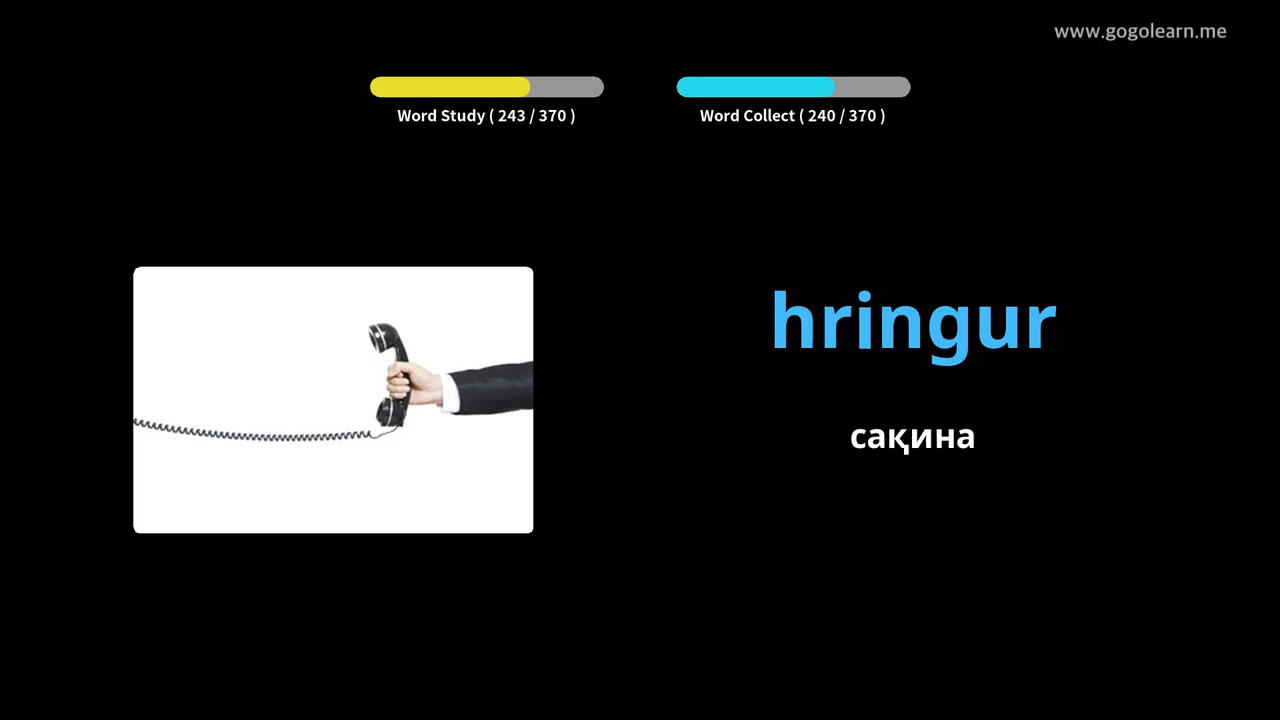 www.gogolearn.me
Word Study ( 243 / 370 )
Word Collect ( 240 / 370 )
hringur
сақина